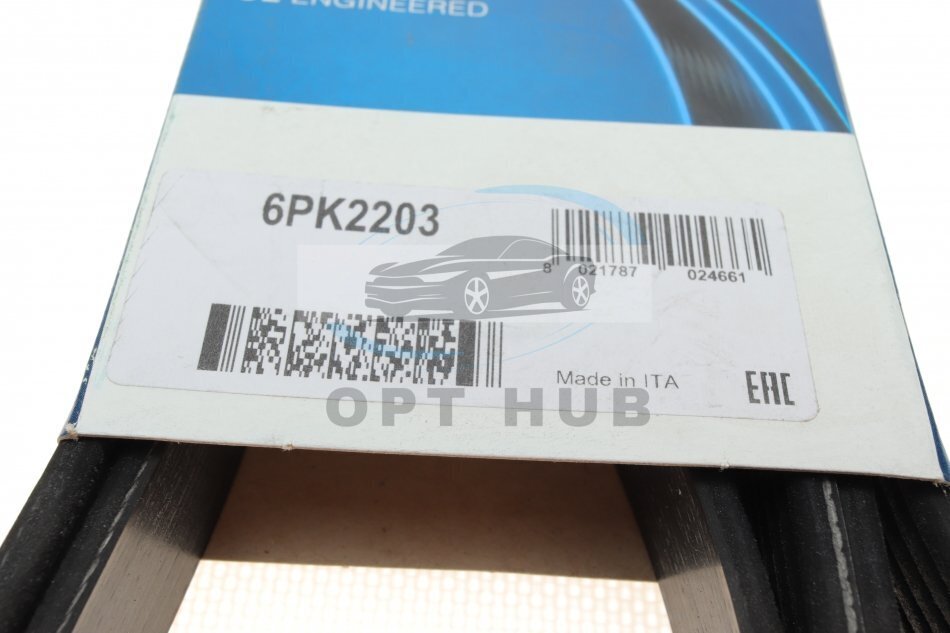 ENGINEERED
6PK2203
8 021787 024661
Made in ITA
EAC
OPT HUB